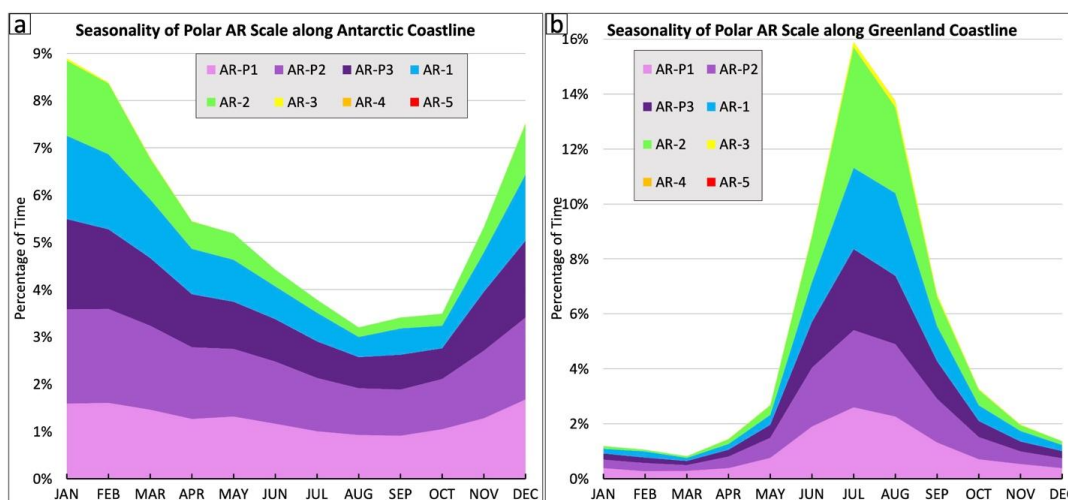 a
Seasonality of Polar AR Scale along Antarctic Coastline
AR-P1 AR-P2 AR-P3 AR-1
AR-2 AR-3 AR-4 AR-5
Percentage of Time
9%
8%
7%
6%
5%
4%
3%
2%
1%
0%
JAN FEB MAR APR MAY JUN JUL AUG SEP OCT NOV DEC
b
Seasonality of Polar AR Scale along Greenland Coastline
AR-P1 AR-P2
AR-P3 AR-1
AR-2 AR-3
AR-4 AR-5
Percentage of Time
16%
14%
12%
10%
8%
6%
4%
2%
0%
JAN FEB MAR APR MAY JUN JUL AUG SEP OCT NOV DEC